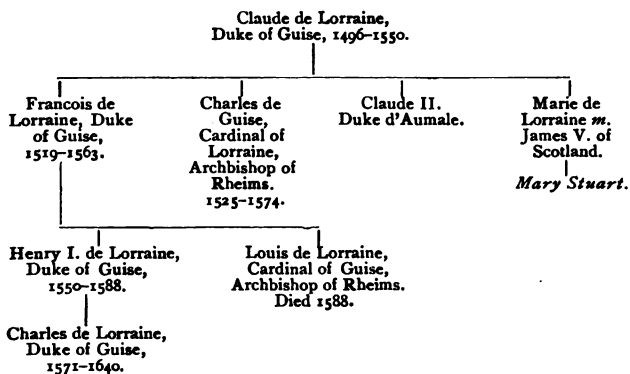 Claude de Lorraine,
Duke of Guise, 1496–1550.
Francois de
Lorraine, Duke
of Guise,
1519–1563.
Charles de
Guise,
Cardinal of
Lorraine,
Archbishop of
Rheims.
1525–1574.
Claude II.
Duke d'Aumale.
Marie de
Lorraine m.
James V. of
Scotland.
Mary Stuart.
Henry I. de Lorraine,
Duke of Guise,
1550–1588.
Louis de Lorraine,
Cardinal of Guise,
Archbishop of Rheims.
Died 1588.
Charles de Lorraine,
Duke of Guise,
1571–1640.